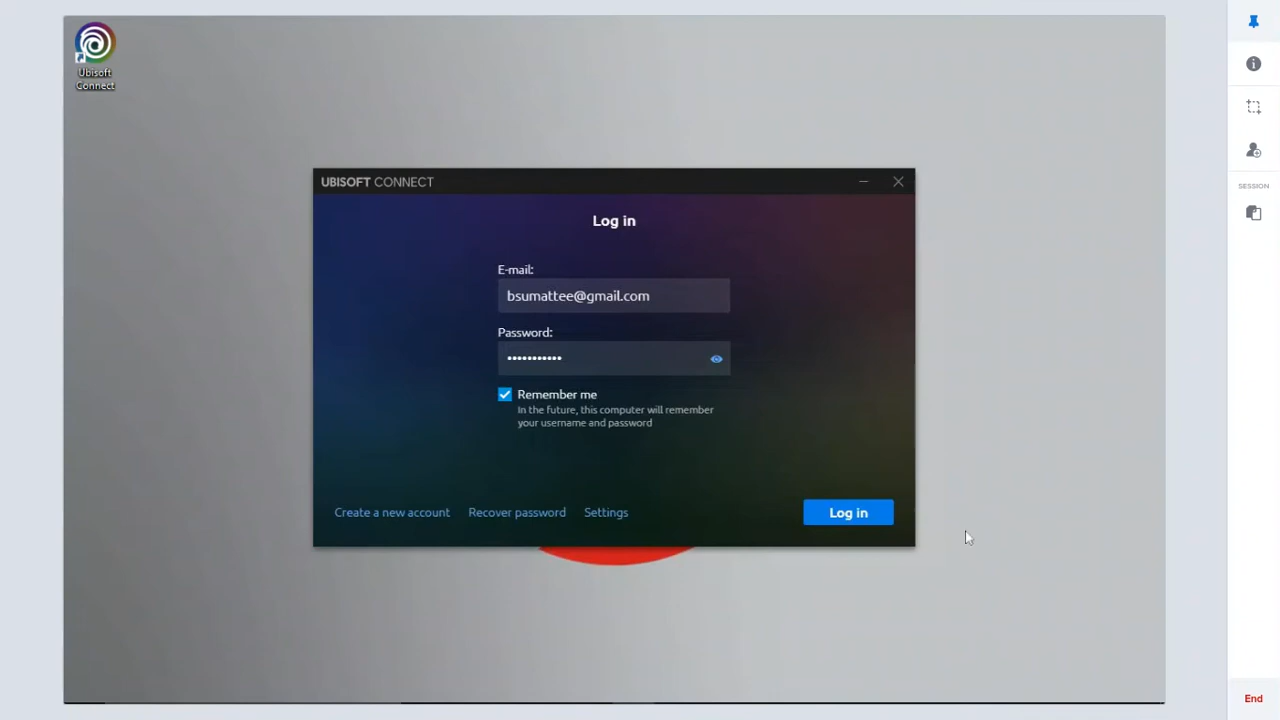 Ubisoft
Connect
UBISOFT CONNECT
Log in
E-mail:
bsumattee@gmail.com
Password:
•••••••••••
Remember me
In the future, this computer will remember
your username and password
Create a new account
Recover password
Settings
Log in
SESSION
End